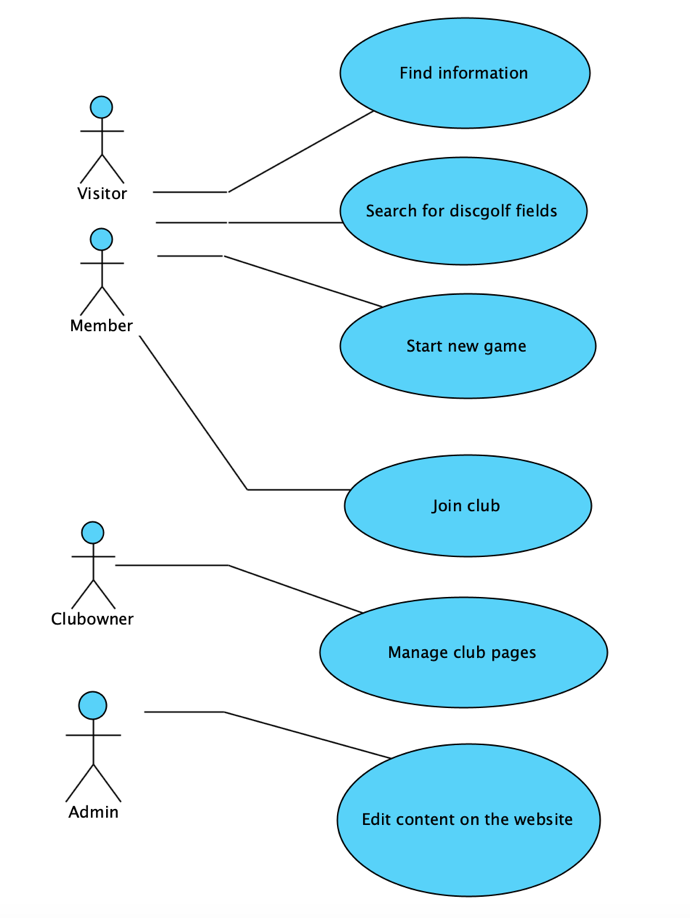 Find information
Visitor
Search for discgolf fields
Member
Start new game
Join club
Clubowner
Manage club pages
Admin
Edit content on the website